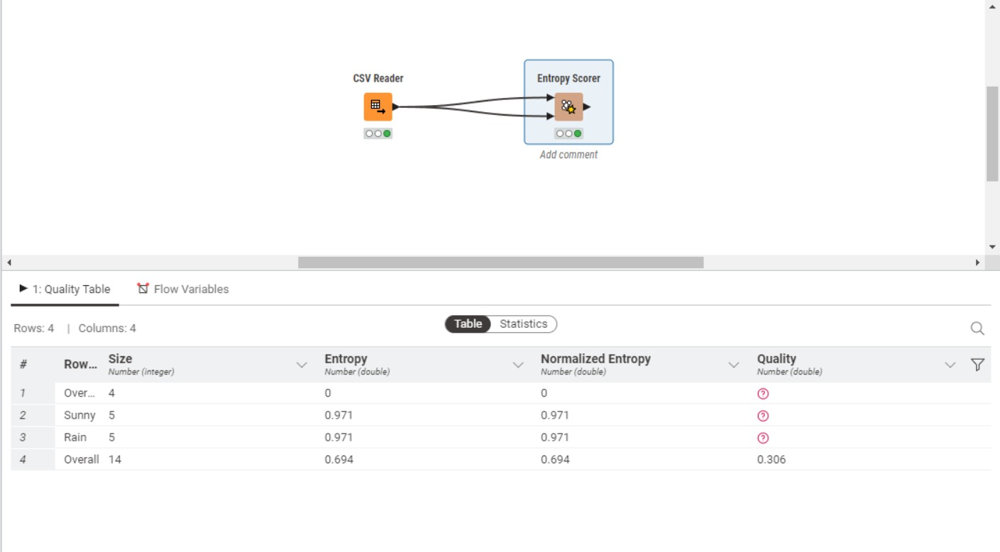 CSV Reader
Entropy Scorer
Add comment
1: Quality Table
Flow Variables
Rows: 4 | Columns: 4
Table
Statistics
# Row... Size Entropy Normalized Entropy Quality
Number (integer) Number (double) Number (double) Number (double)
1 Over... 4 0 0 ?
2 Sunny 5 0.971 0.971 ?
3 Rain 5 0.971 0.971 ?
4 Overall 14 0.694 0.694 0.306